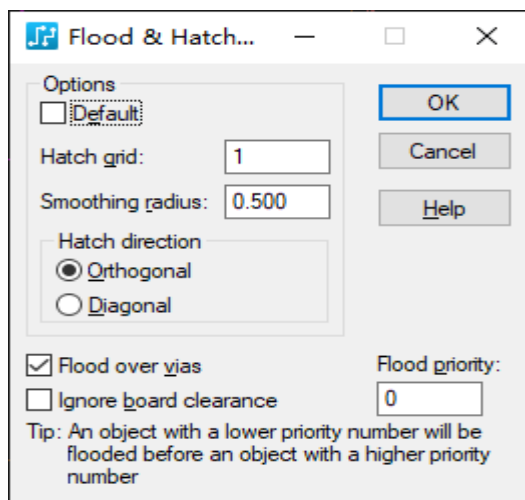 Flood & Hatch...
Options
Default
OK
Hatch grid: 1
Cancel
Smoothing radius: 0.500
Help
Hatch direction
Orthogonal
Diagonal
Flood over vias
Flood priority:
Ignore board clearance
0
Tip: An object with a lower priority number will be
flooded before an object with a higher priority
number